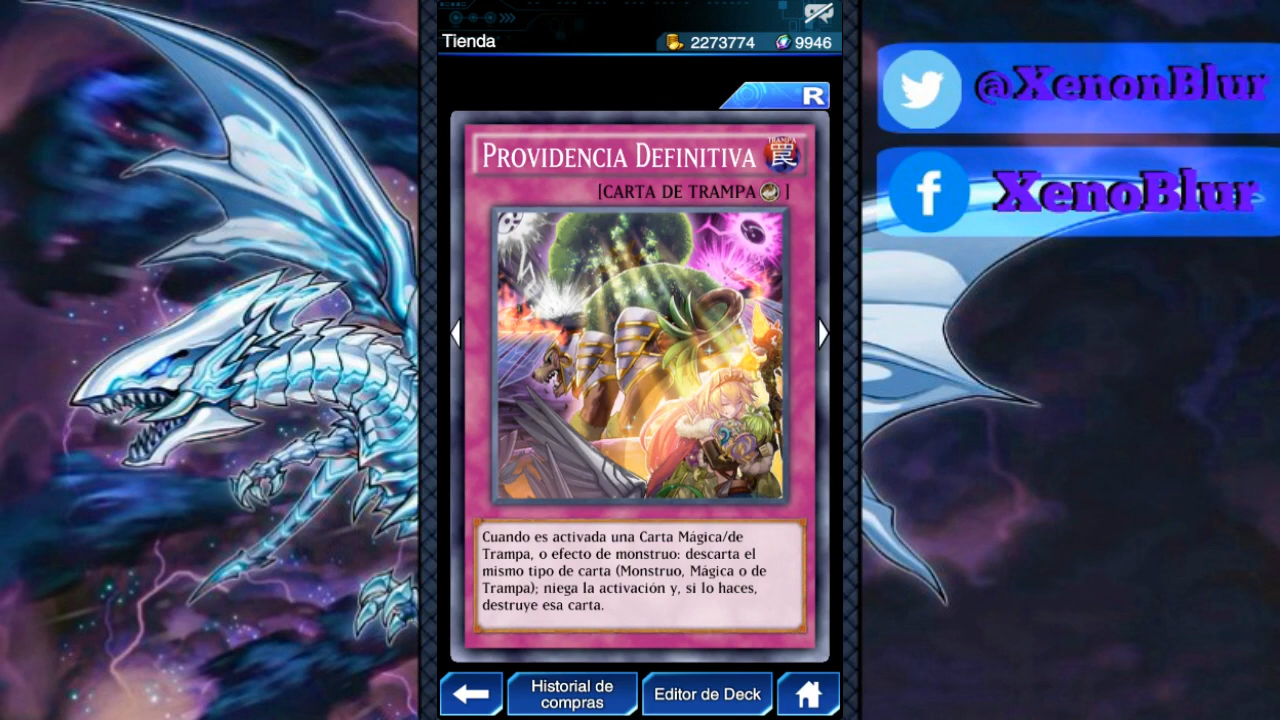 Tienda
2273774
9946
R
PROVIDENCIA DEFINITIVA
TRAMPA
罠
[CARTA DE TRAMPA ]
Cuando es activada una Carta Mágica/de
Trampa, o efecto de monstruo: descarta el
mismo tipo de carta (Monstruo, Mágica o de
Trampa); niega la activación y, si lo haces,
destruye esa carta.
Historial de
compras
Editor de Deck
@XenonBlur
f
XenoBlur